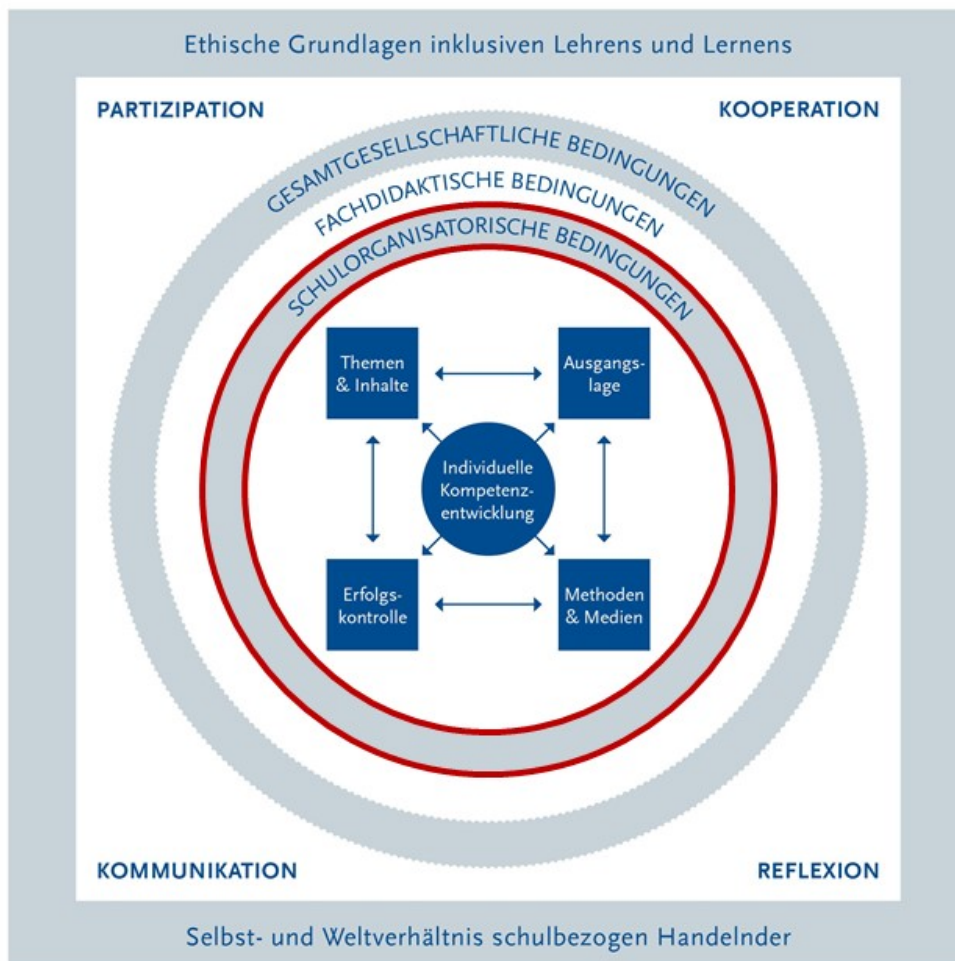 Ethische Grundlagen inklusiven Lehrens und Lernens
PARTIZIPATION
KOOPERATION
GESAMTGESELLSCHAFTLICHE BEDINGUNGEN
FACHDIDAKTISCHE BEDINGUNGEN
SCHULORGANISATORISCHE BEDINGUNGEN
Themen
& Inhalte
Ausgangs-
lage
Individuelle
Kompetenz-
entwicklung
Erfolgs-
kontrolle
Methoden
& Medien
KOMMUNIKATION
REFLEXION
Selbst- und Weltverhältnis schulbezogen Handelnder